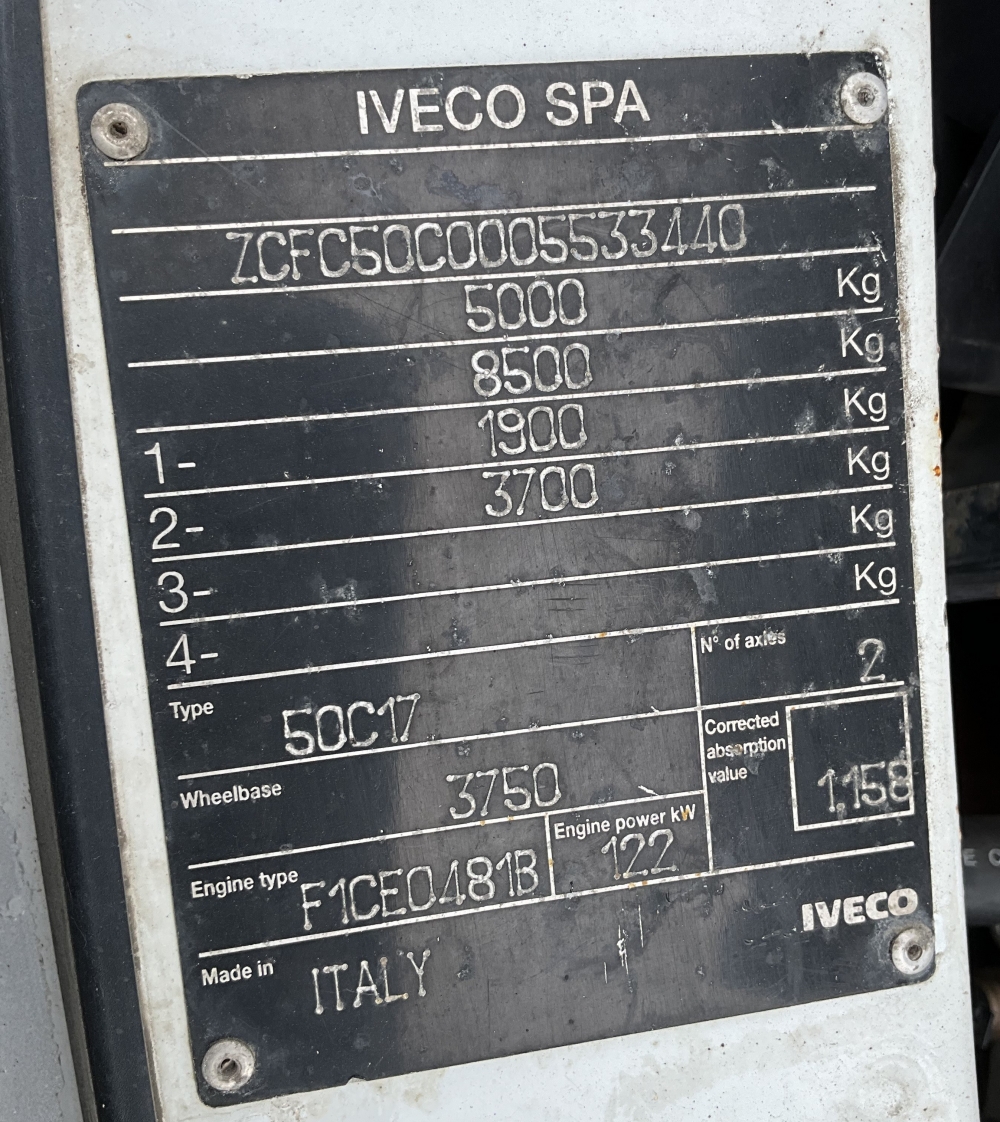 IVECO SPA
ZCFC50C0005533440
5000 Kg
8500 Kg
1- 1900 Kg
2- 3700 Kg
3- Kg
4- Kg
Type 50C17
N° of axles 2
Wheelbase 3750
Corrected absorption value 1.158
Engine type F1CE0481B
Engine power kW 122
Made in ITALY
IVECO